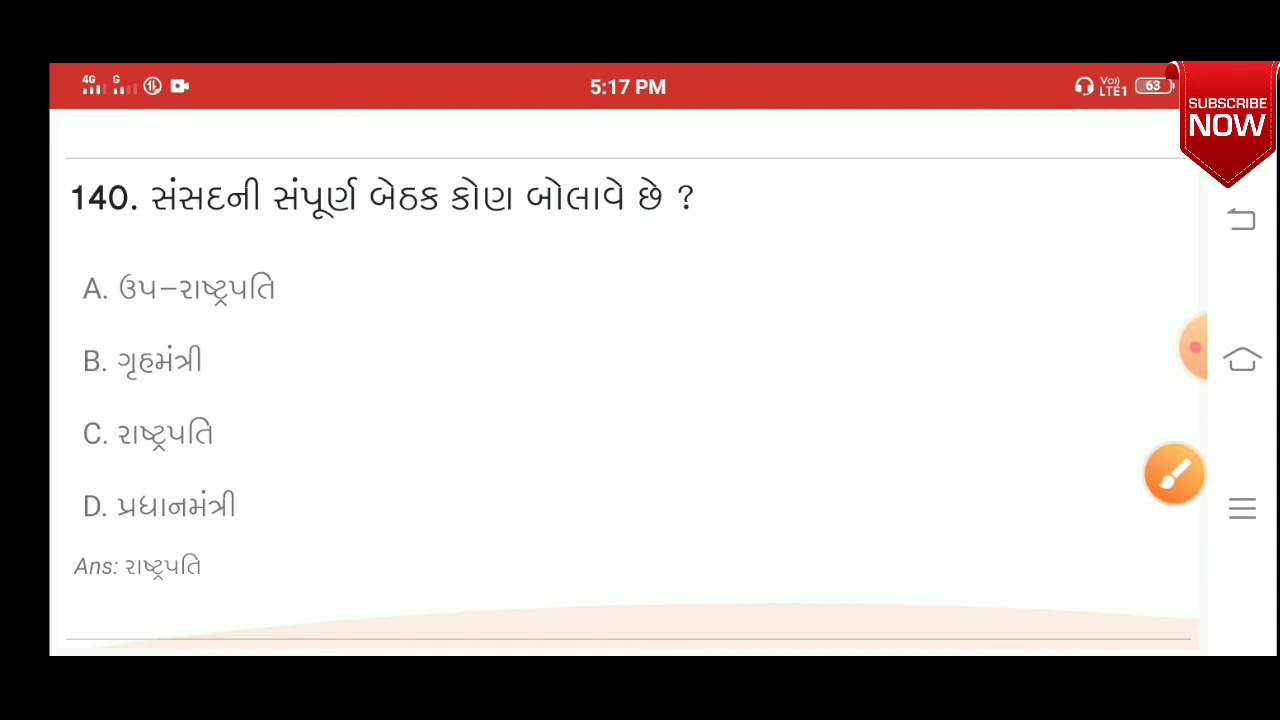 4G G 5:17 PM Vo)) LTE1 63
SUBSCRIBE
NOW
140. સંસદની સંપૂર્ણ બેઠક કોણ બોલાવે છે ?
A. ઉપ-રાષ્ટ્રપતિ
B. ગૃહમંત્રી
C. રાષ્ટ્રપતિ
D. પ્રધાનમંત્રી
Ans: રાષ્ટ્રપતિ